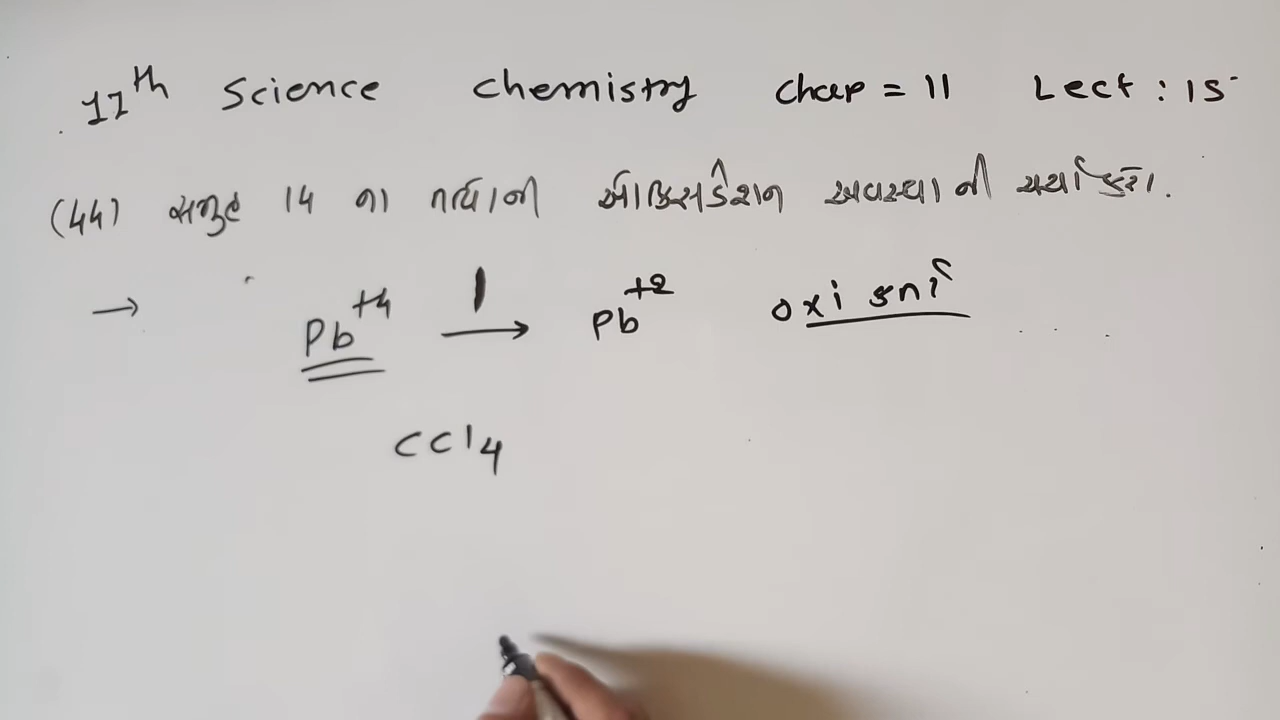 11th Science Chemistry Chap = 11 Lect : 15
(44) સમૂહ 14 ના તત્વોની ઓક્સિડેશન અવસ્થાની ચર્ચા કરો.
→ Pb+4 → Pb+2 oxi કર્તા
CCl4